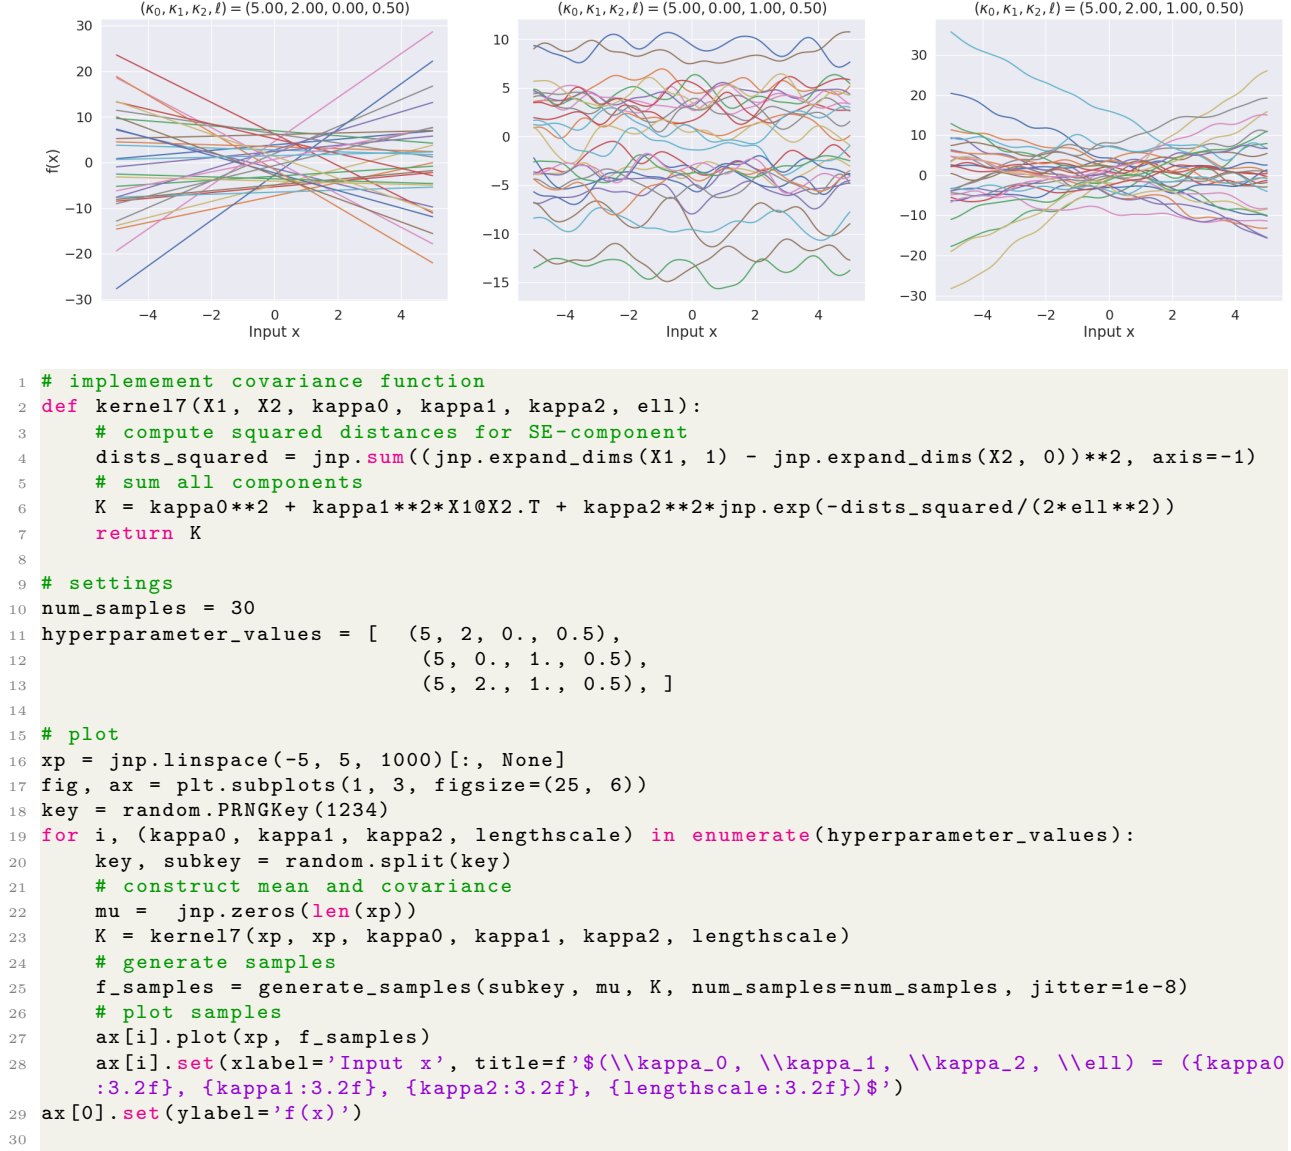 (κ₀, κ₁, κ₂, ℓ) = (5.00, 2.00, 0.00, 0.50)
30
20
10
0
−10
−20
−30
f(x)
−4 −2 0 2 4
Input x
(κ₀, κ₁, κ₂, ℓ) = (5.00, 0.00, 1.00, 0.50)
10
5
0
−5
−10
−15
−4 −2 0 2 4
Input x
(κ₀, κ₁, κ₂, ℓ) = (5.00, 2.00, 1.00, 0.50)
30
20
10
0
−10
−20
−30
−4 −2 0 2 4
Input x
1 # implemement covariance function
2 def kernel7(X1, X2, kappa0, kappa1, kappa2, ell):
3     # compute squared distances for SE-component
4     dists_squared = jnp.sum((jnp.expand_dims(X1, 1) - jnp.expand_dims(X2, 0))**2, axis=-1)
5     # sum all components
6     K = kappa0**2 + kappa1**2*X1@X2.T + kappa2**2*jnp.exp(-dists_squared/(2*ell**2))
7     return K
8
9 # settings
10 num_samples = 30
11 hyperparameter_values = [  (5, 2, 0., 0.5),
12                             (5, 0., 1., 0.5),
13                             (5, 2., 1., 0.5), ]
14
15 # plot
16 xp = jnp.linspace(-5, 5, 1000)[:, None]
17 fig, ax = plt.subplots(1, 3, figsize=(25, 6))
18 key = random.PRNGKey(1234)
19 for i, (kappa0, kappa1, kappa2, lengthscale) in enumerate(hyperparameter_values):
20     key, subkey = random.split(key)
21     # construct mean and covariance
22     mu =  jnp.zeros(len(xp))
23     K = kernel7(xp, xp, kappa0, kappa1, kappa2, lengthscale)
24     # generate samples
25     f_samples = generate_samples(subkey, mu, K, num_samples=num_samples, jitter=1e-8)
26     # plot samples
27     ax[i].plot(xp, f_samples)
28     ax[i].set(xlabel='Input x', title=f'$(\\kappa_0, \\kappa_1, \\kappa_2, \\ell) = ({kappa0
:3.2f}, {kappa1:3.2f}, {kappa2:3.2f}, {lengthscale:3.2f})$')
29 ax[0].set(ylabel='f(x)')
30